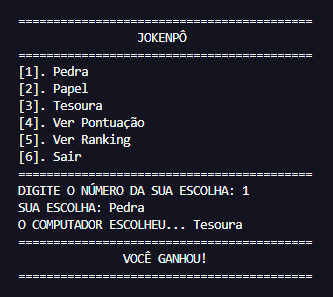 ==========================================
JOKENPÔ
==========================================
[1]. Pedra
[2]. Papel
[3]. Tesoura
[4]. Ver Pontuação
[5]. Ver Ranking
[6]. Sair
==========================================
DIGITE O NÚMERO DA SUA ESCOLHA: 1
SUA ESCOLHA: Pedra
O COMPUTADOR ESCOLHEU... Tesoura
==========================================
VOCÊ GANHOU!
==========================================